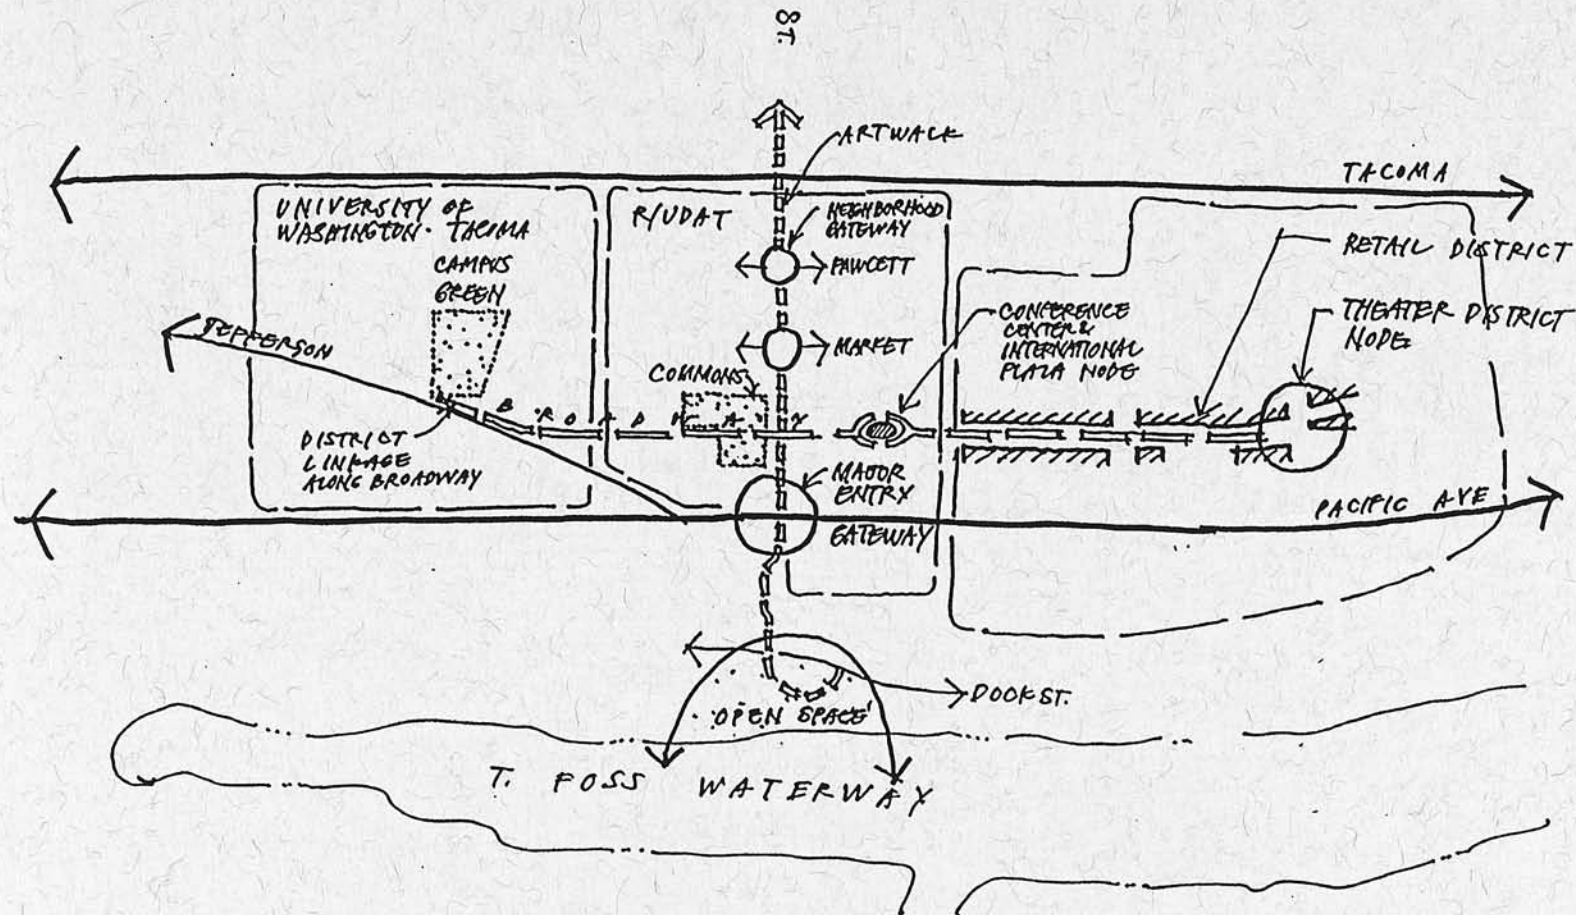 ST.
ARTWALK
TACOMA
UNIVERSITY OF
WASHINGTON · TACOMA
R/UDAT
NEIGHBORHOOD
GATEWAY
CAMPUS
GREEN
FAWCETT
RETAIL DISTRICT
THEATER DISTRICT
NODE
CONFERENCE
CENTER &
INTERNATIONAL
PLAZA NODE
JEFFERSON
MARKET
COMMONS
BROADWAY
DISTRICT
LINKAGE
ALONG BROADWAY
MAJOR
ENTRY
GATEWAY
PACIFIC AVE
DOCK ST.
OPEN SPACE
T. FOSS WATERWAY